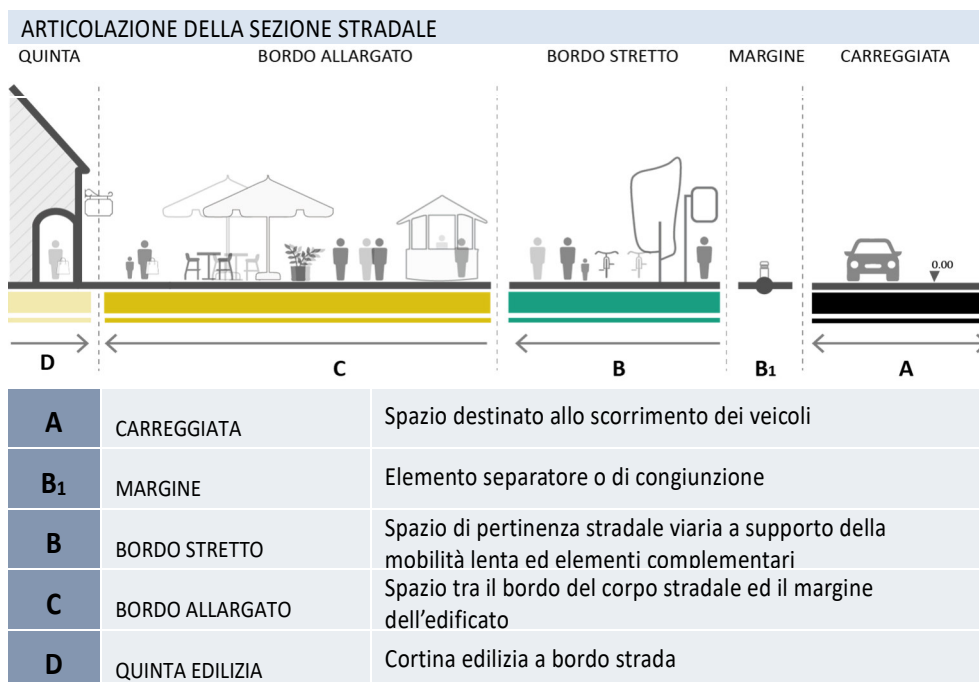 ARTICOLAZIONE DELLA SEZIONE STRADALE
QUINTA BORDO ALLARGATO BORDO STRETTO MARGINE CARREGGIATA
0.00
D C B B1 A
A CARREGGIATA Spazio destinato allo scorrimento dei veicoli
B1 MARGINE Elemento separatore o di congiunzione
B BORDO STRETTO Spazio di pertinenza stradale viaria a supporto della
mobilità lenta ed elementi complementari
C BORDO ALLARGATO Spazio tra il bordo del corpo stradale ed il margine
dell’edificato
D QUINTA EDILIZIA Cortina edilizia a bordo strada